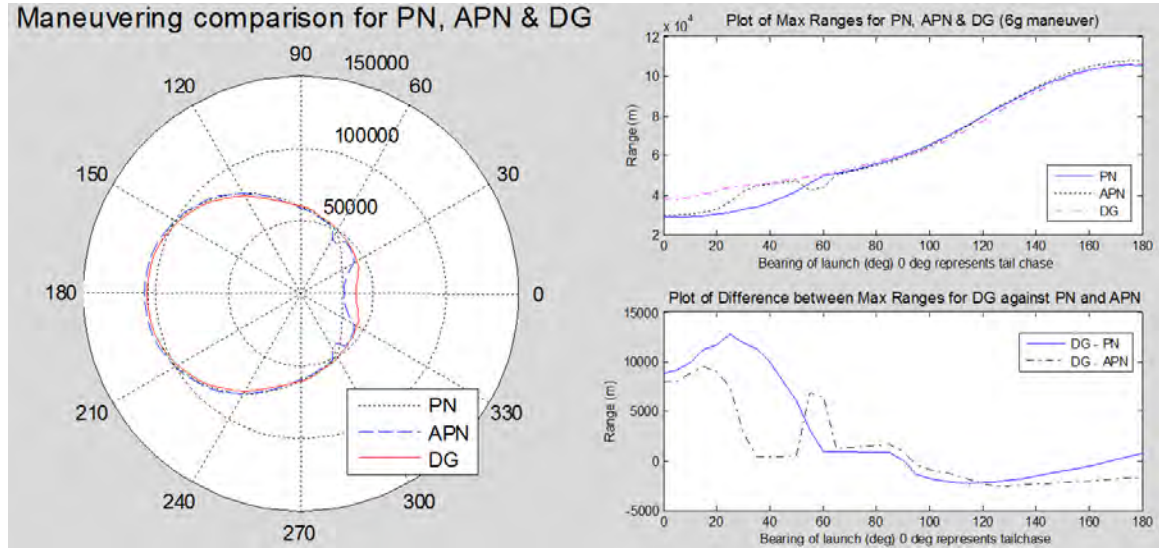 Maneuvering comparison for PN, APN & DG
90
150000
120
60
100000
150
30
50000
180
0
210
330
240
300
270
PN
APN
DG
Plot of Max Ranges for PN, APN & DG (6g maneuver)
x 10⁴
12
10
8
6
4
2
Range (m)
0 20 40 60 80 100 120 140 160 180
Bearing of launch (deg) 0 deg represents tail chase
PN
APN
DG
Plot of Difference between Max Ranges for DG against PN and APN
15000
10000
5000
0
-5000
Range (m)
0 20 40 60 80 100 120 140 160 180
Bearing of launch (deg) 0 deg represents tailchase
DG - PN
DG - APN